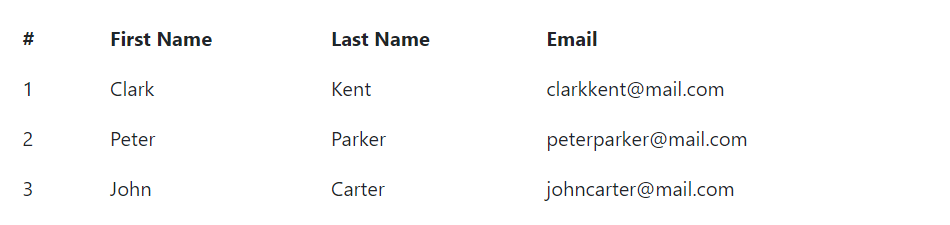 # First Name Last Name Email
1 Clark Kent clarkkent@mail.com
2 Peter Parker peterparker@mail.com
3 John Carter johncarter@mail.com